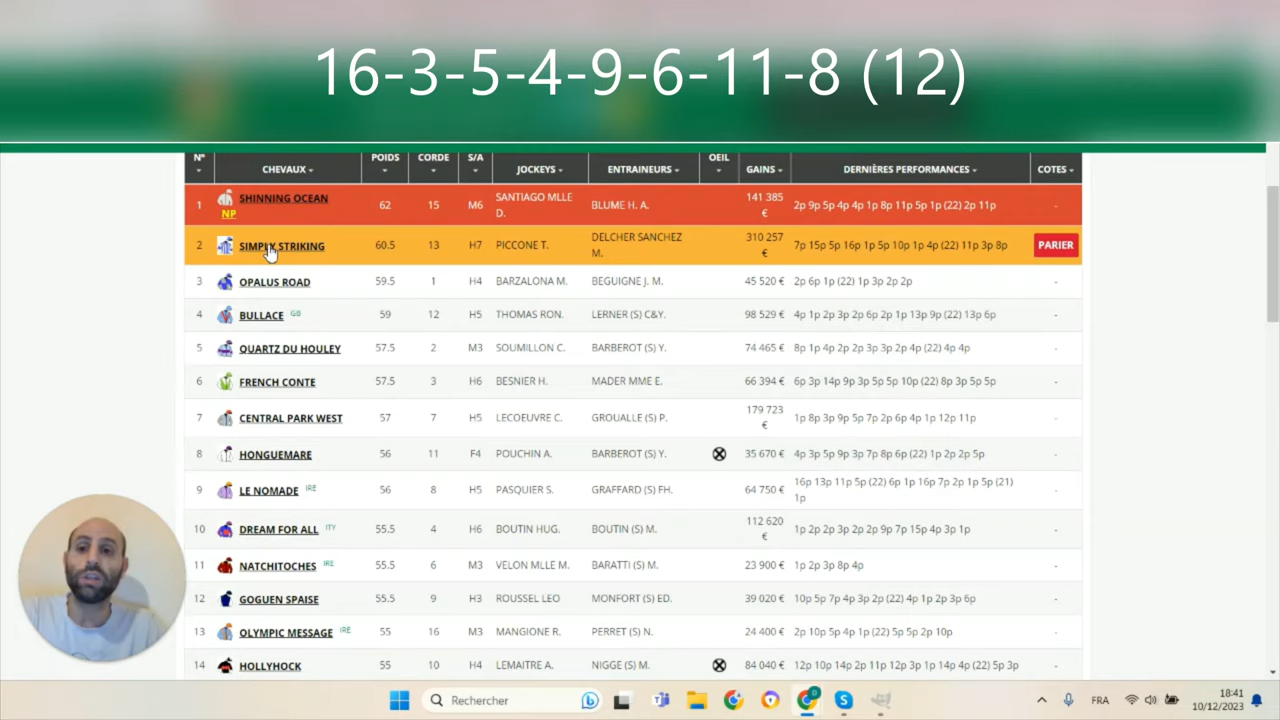 16-3-5-4-9-6-11-8 (12)
N° CHEVAUX POIDS CORDE S/A JOCKEYS ENTRAINEURS OEIL GAINS DERNIÈRES PERFORMANCES COTES
1 SHINNING OCEAN NP 62 15 M6 SANTIAGO MLLE D. BLUME H. A. 141 385 € 2p 9p 5p 4p 4p 1p 8p 11p 5p 1p (22) 2p 11p -
2 SIMPLY STRIKING 60.5 13 H7 PICCONE T. DELCHER SANCHEZ M. 310 257 € 7p 15p 5p 16p 1p 5p 10p 1p 4p (22) 11p 3p 8p PARIER
3 OPALUS ROAD 59.5 1 H4 BARZALONA M. BEGUIGNE J. M. 45 520 € 2p 6p 1p (22) 1p 3p 2p 2p -
4 BULLACE GB 59 12 H5 THOMAS RON. LERNER (S) C&Y. 98 529 € 4p 1p 2p 3p 2p 6p 2p 1p 13p 9p (22) 13p 6p -
5 QUARTZ DU HOULEY 57.5 2 M3 SOUMILLON C. BARBEROT (S) Y. 74 465 € 8p 1p 4p 2p 2p 3p 3p 2p 4p (22) 4p 4p -
6 FRENCH CONTE 57.5 3 H6 BESNIER H. MADER MME E. 66 394 € 6p 3p 14p 9p 3p 5p 5p 10p (22) 8p 3p 5p 5p -
7 CENTRAL PARK WEST 57 7 H5 LECOEUVRE C. GROUALLE (S) P. 179 723 € 1p 8p 3p 9p 5p 7p 2p 6p 4p 1p 12p 11p -
8 HONGUEMARE 56 11 F4 POUCHIN A. BARBEROT (S) Y. 35 670 € 4p 3p 5p 9p 3p 7p 8p 6p (22) 1p 2p 2p 5p -
9 LE NOMADE IRE 56 8 H5 PASQUIER S. GRAFFARD (S) FH. 64 750 € 16p 13p 11p 5p (22) 6p 1p 16p 7p 2p 1p 5p (21) 1p -
10 DREAM FOR ALL ITY 55.5 4 H6 BOUTIN HUG. BOUTIN (S) M. 112 620 € 1p 2p 2p 3p 2p 2p 9p 7p 15p 4p 3p 1p -
11 NATCHITOCHES IRE 55.5 6 M3 VELON MLLE M. BARATTI (S) M. 23 900 € 1p 2p 3p 8p 4p -
12 GOGUEN SPAISE 55.5 9 H3 ROUSSEL LEO MONFORT (S) ED. 39 020 € 10p 5p 7p 4p 3p 2p (22) 4p 1p 2p 3p 6p -
13 OLYMPIC MESSAGE IRE 55 16 M3 MANGIONE R. PERRET (S) N. 24 400 € 2p 10p 5p 4p 1p (22) 5p 5p 2p 10p -
14 HOLLYHOCK 55 10 H4 LEMAITRE A. NIGGE (S) M. 84 040 € 12p 10p 14p 2p 11p 12p 3p 1p 14p 4p (22) 5p 3p -
Rechercher FRA 18:41
10/12/2023